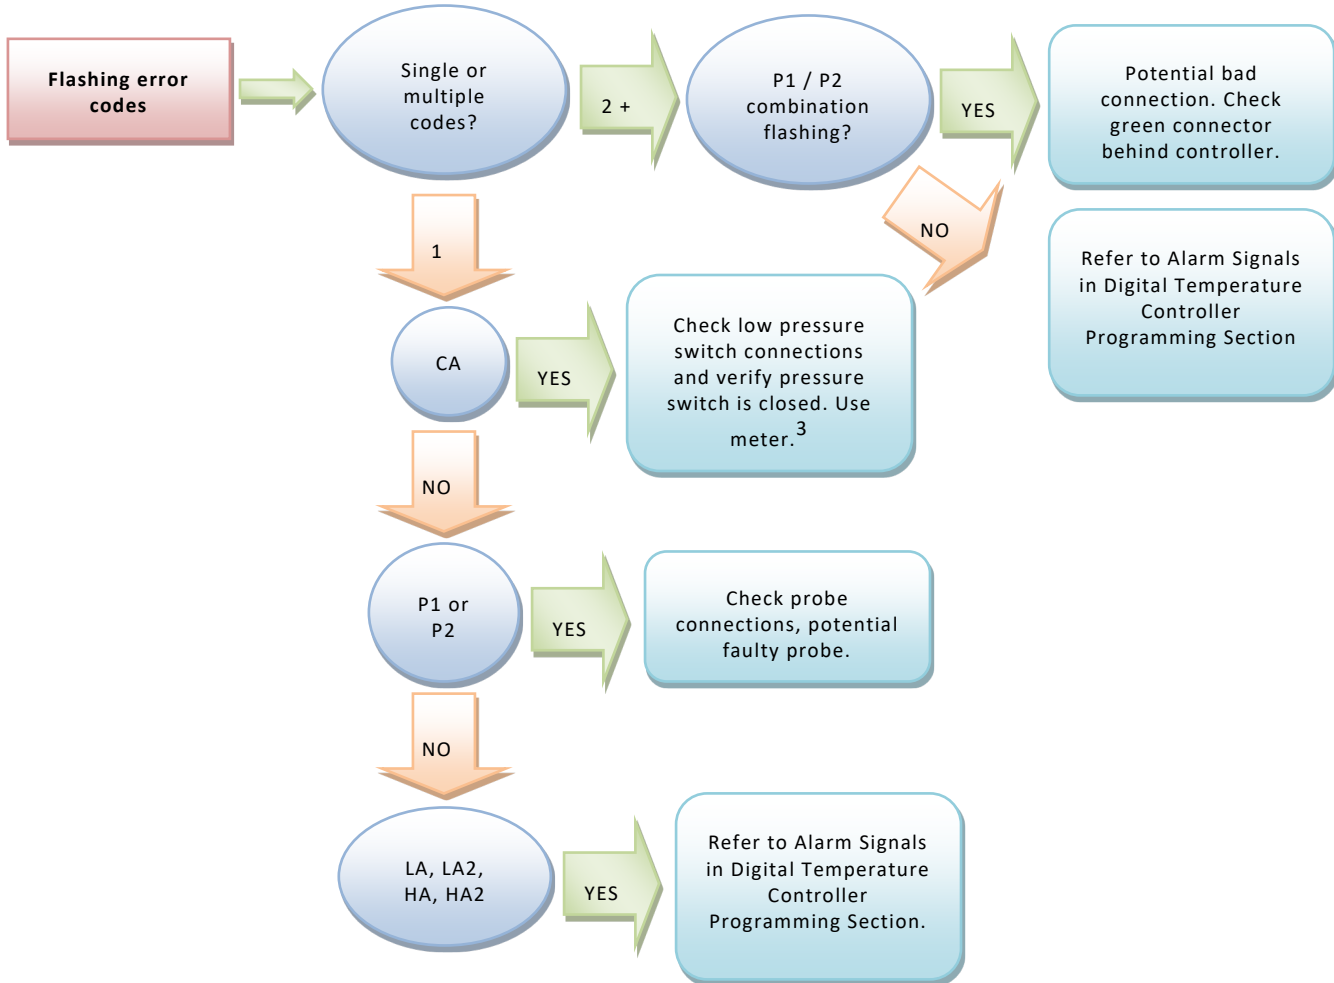 Flashing error
codes
Single or
multiple
codes?
2 +
P1 / P2
combination
flashing?
YES
Potential bad
connection. Check
green connector
behind controller.
NO
Refer to Alarm Signals
in Digital Temperature
Controller
Programming Section
1
CA
YES
Check low pressure
switch connections
and verify pressure
switch is closed. Use
meter.3
NO
P1 or
P2
YES
Check probe
connections, potential
faulty probe.
NO
LA, LA2,
HA, HA2
YES
Refer to Alarm Signals
in Digital Temperature
Controller
Programming Section.